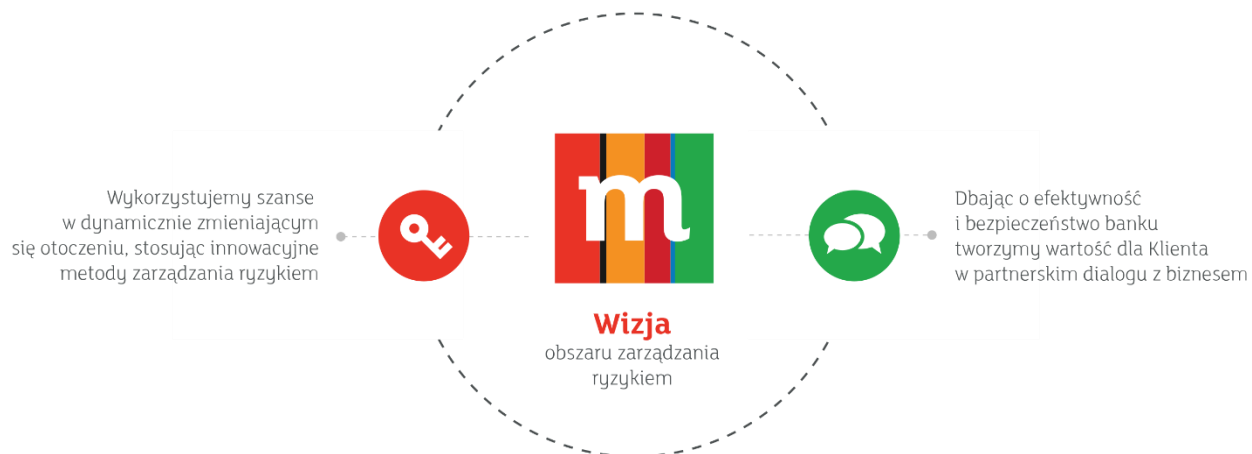 Wykorzystujemy szanse
w dynamicznie zmieniającym
się otoczeniu, stosując innowacyjne
metody zarządzania ryzykiem
m
Wizja
obszaru zarządzania
ryzykiem
Dbając o efektywność
i bezpieczeństwo banku
tworzymy wartość dla Klienta
w partnerskim dialogu z biznesem